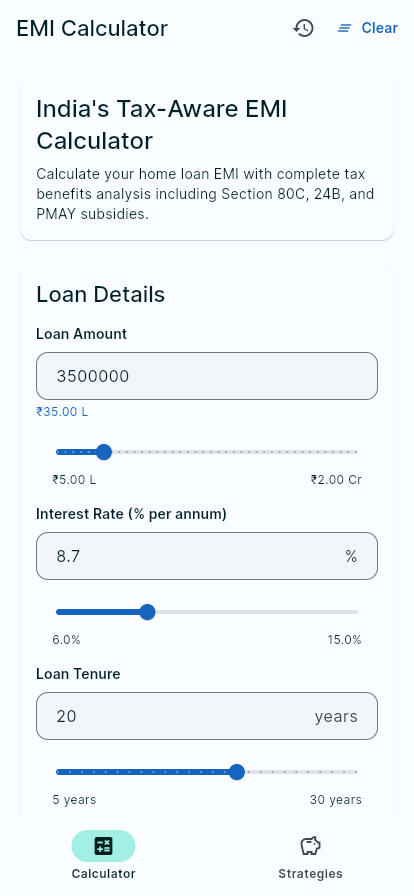 EMI Calculator
Clear
India's Tax-Aware EMI
Calculator
Calculate your home loan EMI with complete tax
benefits analysis including Section 80C, 24B, and
PMAY subsidies.
Loan Details
Loan Amount
3500000
₹35.00 L
₹5.00 L
₹2.00 Cr
Interest Rate (% per annum)
8.7 %
6.0%
15.0%
Loan Tenure
20 years
5 years
30 years
Calculator
Strategies